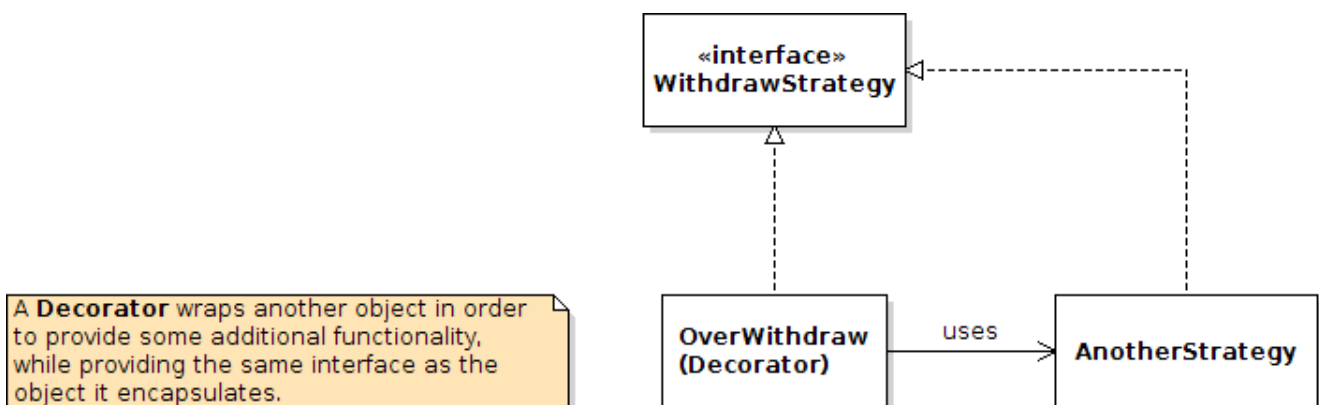 «interface»
WithdrawStrategy
A Decorator wraps another object in order
to provide some additional functionality,
while providing the same interface as the
object it encapsulates.
OverWithdraw
(Decorator)
uses
AnotherStrategy